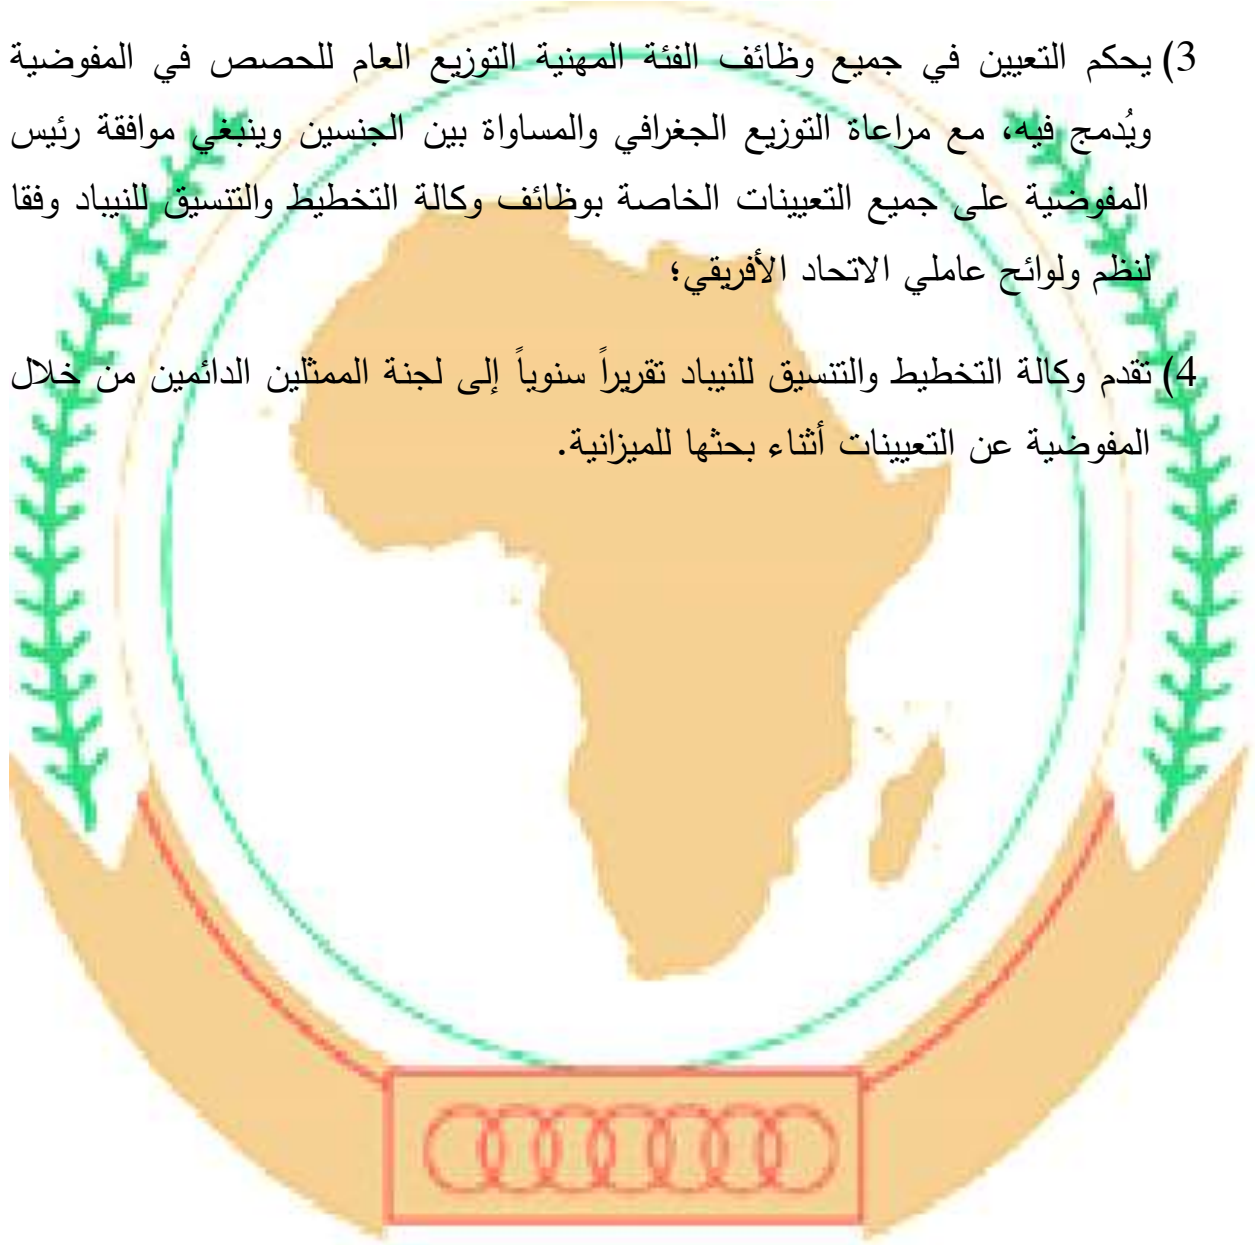 3) يحكم التعيين في جميع وظائف الفئة المهنية التوزيع العام للحصص في المفوضية
ويُدمج فيه، مع مراعاة التوزيع الجغرافي والمساواة بين الجنسين وينبغي موافقة رئيس
المفوضية على جميع التعيينات الخاصة بوظائف وكالة التخطيط والتنسيق للنيباد وفقا
لنظم ولوائح عاملي الاتحاد الأفريقي؛
4) تقدم وكالة التخطيط والتنسيق للنيباد تقريراً سنوياً إلى لجنة الممثلين الدائمين من خلال
المفوضية عن التعيينات أثناء بحثها للميزانية.